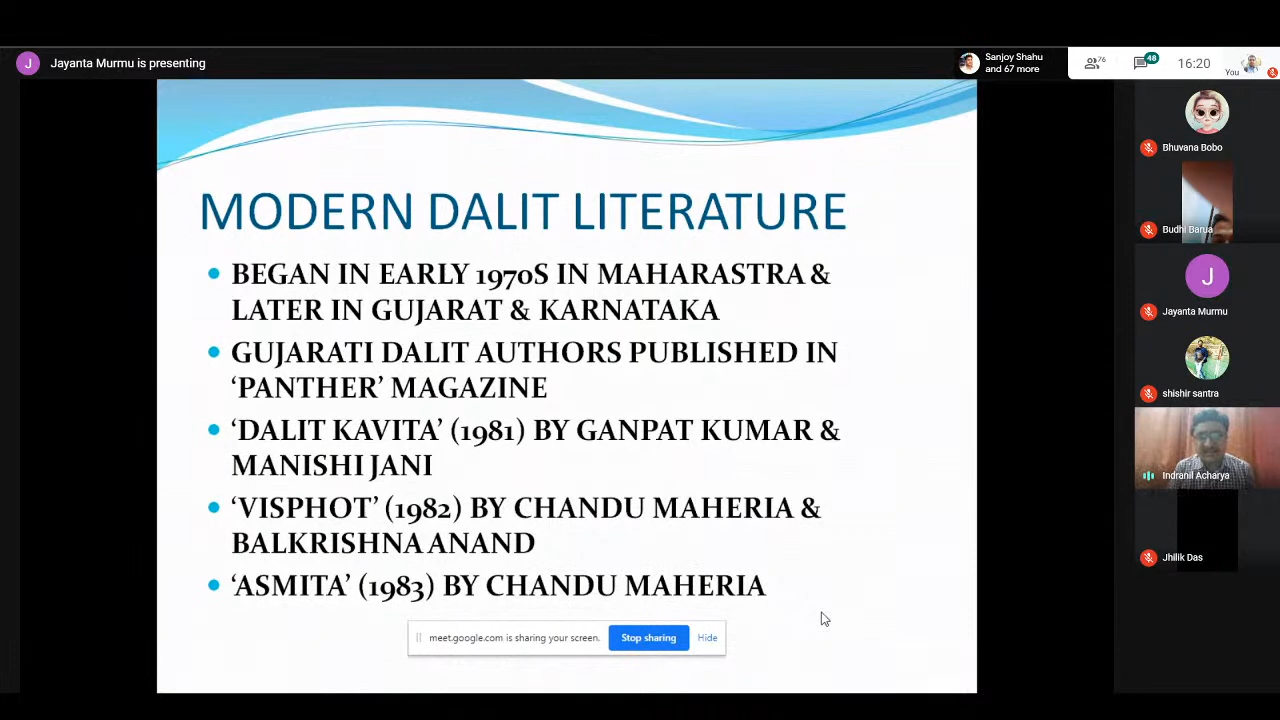 Jayanta Murmu is presenting
Sanjoy Shahu
and 67 more
76
48
16:20
You
MODERN DALIT LITERATURE
BEGAN IN EARLY 1970S IN MAHARASTRA &
LATER IN GUJARAT & KARNATAKA
GUJARATI DALIT AUTHORS PUBLISHED IN
‘PANTHER’ MAGAZINE
‘DALIT KAVITA’ (1981) BY GANPAT KUMAR &
MANISHI JANI
‘VISPHOT’ (1982) BY CHANDU MAHERIA &
BALKRISHNA ANAND
‘ASMITA’ (1983) BY CHANDU MAHERIA
meet.google.com is sharing your screen.
Stop sharing
Hide
Bhuvana Bobo
Budhi Barua
J
J
Jayanta Murmu
shishir santra
Indranil Acharya
Jhilik Das